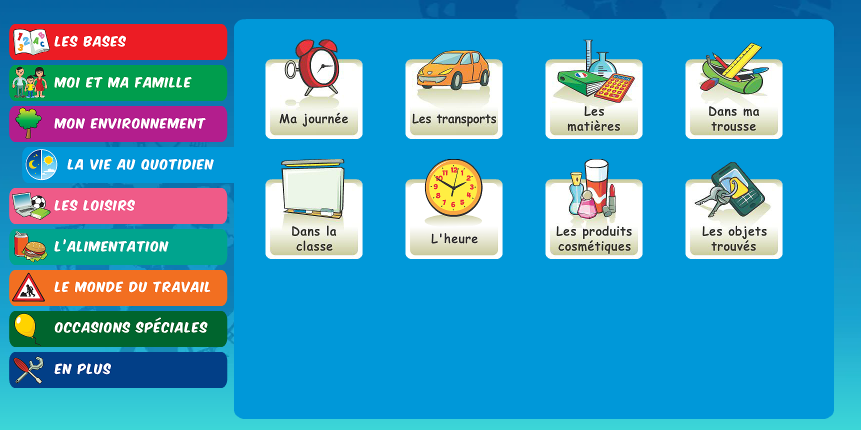 LES BASES
MOI ET MA FAMILLE
MON ENVIRONNEMENT
LA VIE AU QUOTIDIEN
LES LOISIRS
L'ALIMENTATION
LE MONDE DU TRAVAIL
OCCASIONS SPÉCIALES
EN PLUS
Ma journée
Les transports
Les
matières
Dans ma
trousse
Dans la
classe
L'heure
Les produits
cosmétiques
Les objets
trouvés